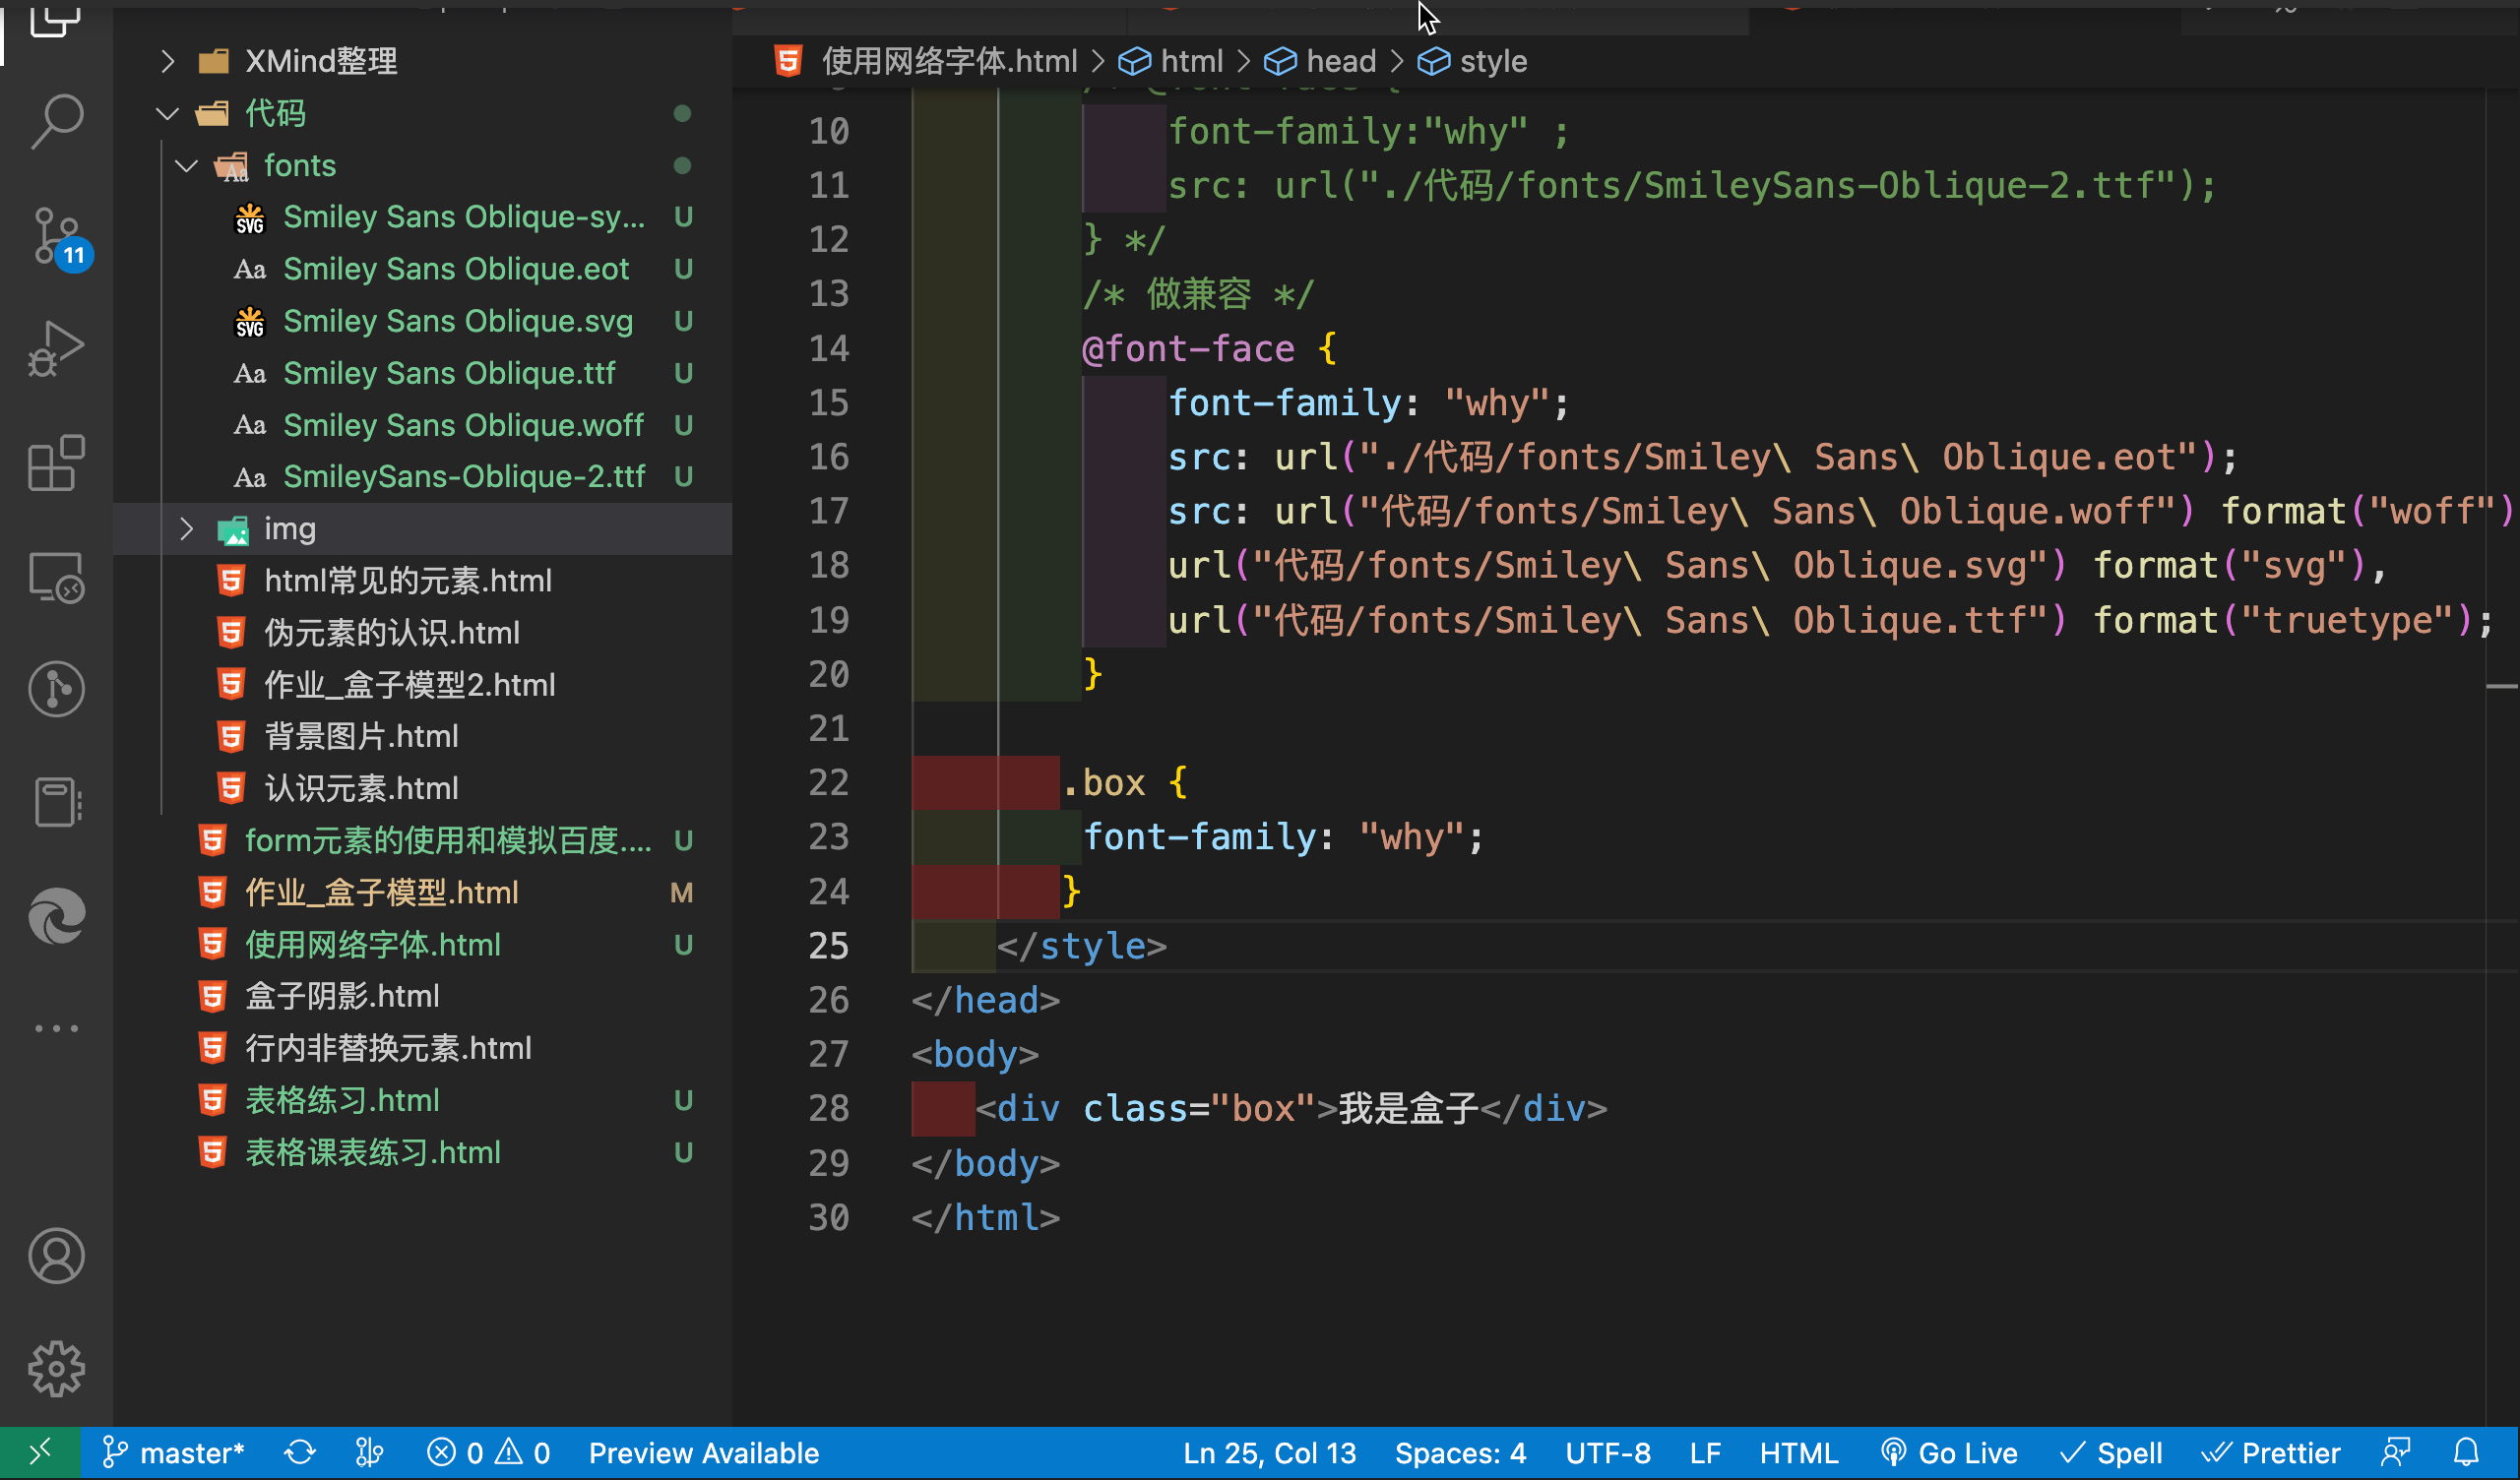 XMind整理
代码
fonts
Smiley Sans Oblique-sy... U
Smiley Sans Oblique.eot U
Smiley Sans Oblique.svg U
Smiley Sans Oblique.ttf U
Smiley Sans Oblique.woff U
SmileySans-Oblique-2.ttf U
img
html常见的元素.html
伪元素的认识.html
作业_盒子模型2.html
背景图片.html
认识元素.html
form元素的使用和模拟百度.... U
作业_盒子模型.html M
使用网络字体.html U
盒子阴影.html
行内非替换元素.html
表格练习.html U
表格课表练习.html U
11
使用网络字体.html > html > head > style
10 font-family:"why" ;
11 src: url("./代码/fonts/SmileySans-Oblique-2.ttf");
12 } */
13 /* 做兼容 */
14 @font-face {
15 font-family: "why";
16 src: url("./代码/fonts/Smiley\ Sans\ Oblique.eot");
17 src: url("代码/fonts/Smiley\ Sans\ Oblique.woff") format("woff")
18 url("代码/fonts/Smiley\ Sans\ Oblique.svg") format("svg"),
19 url("代码/fonts/Smiley\ Sans\ Oblique.ttf") format("truetype");
20 }
21
22 .box {
23 font-family: "why";
24 }
25 </style>
26 </head>
27 <body>
28 <div class="box">我是盒子</div>
29 </body>
30 </html>
master* 0 0 Preview Available Ln 25, Col 13 Spaces: 4 UTF-8 LF HTML Go Live Spell Prettier